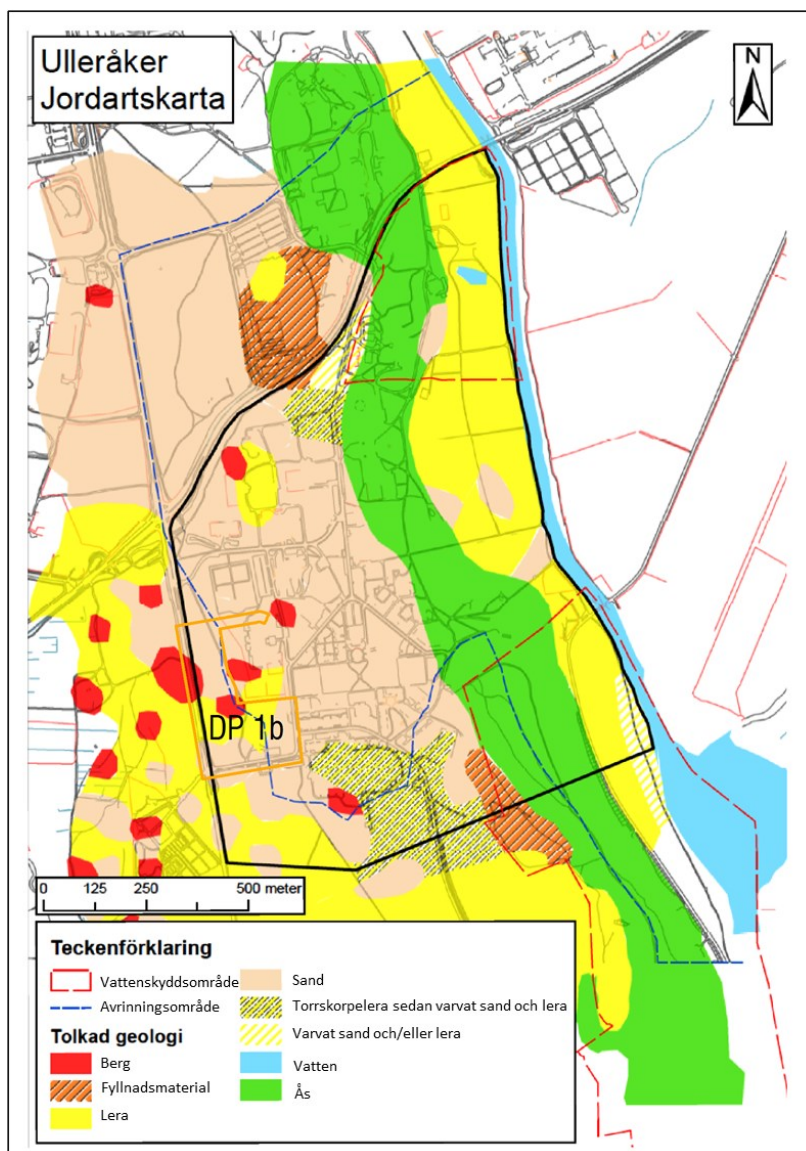 Ulleråker
Jordartskarta
N
DP 1b
0 125 250 500 meter
Teckenförklaring
Vattenskyddsområde
Avrinningsområde
Tolkad geologi
Berg
Fyllnadsmaterial
Lera
Sand
Torrskorpelera sedan varvat sand och lera
Varvat sand och/eller lera
Vatten
Ås